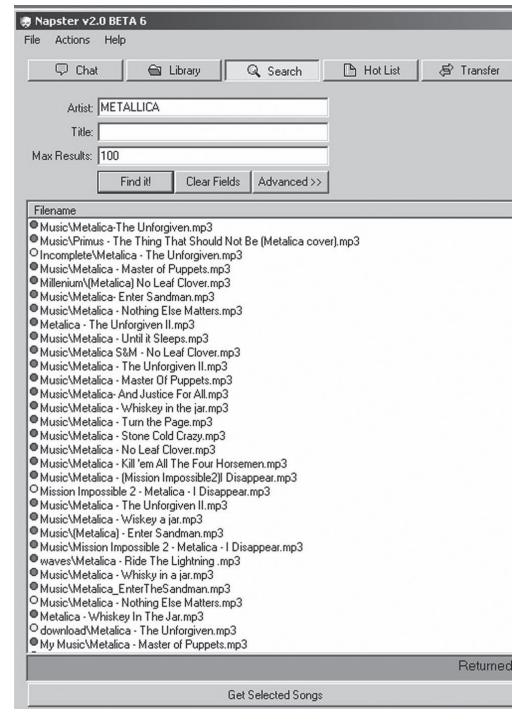 Napster v2.0 BETA 6
File Actions Help
Chat Library Search Hot List Transfer
Artist: METALLICA
Title:
Max Results: 100
Find it! Clear Fields Advanced >>
Filename
Music\Metalica-The Unforgiven.mp3
Music\Primus - The Thing That Should Not Be (Metalica cover).mp3
Incomplete\Metalica - The Unforgiven.mp3
Music\Metalica - Master of Puppets.mp3
Millenium\(Metalica) No Leaf Clover.mp3
Music\Metalica- Enter Sandman.mp3
Music\Metalica - Nothing Else Matters.mp3
Metalica - The Unforgiven II.mp3
Music\Metalica - Until it Sleeps.mp3
Music\Metalica S&M - No Leaf Clover.mp3
Music\Metalica - The Unforgiven II.mp3
Music\Metalica - Master Of Puppets.mp3
Music\Metalica- And Justice For All.mp3
Music\Metalica - Whiskey in the jar.mp3
Music\Metalica - Turn the Page.mp3
Music\Metalica - Stone Cold Crazy.mp3
Music\Metalica - No Leaf Clover.mp3
Music\Metalica - Kill 'em All The Four Horsemen.mp3
Music\Metalica - (Mission Impossible2)I Disappear.mp3
Mission Impossible 2 - Metalica - I Disappear.mp3
Music\Metalica - The Unforgiven II.mp3
Music\Metalica - Wiskey a jar.mp3
Music\(Metalica) - Enter Sandman.mp3
Music\Mission Impossible 2 - Metalica - I Disappear.mp3
waves\Metalica - Ride The Lightning .mp3
Music\Metalica - Whisky in a jar.mp3
Music\Metalica_EnterTheSandman.mp3
Music\Metalica - Nothing Else Matters.mp3
Metalica - Whiskey In The Jar.mp3
download\Metalica - The Unforgiven.mp3
My Music\Metalica - Master of Puppets.mp3
Returned
Get Selected Songs